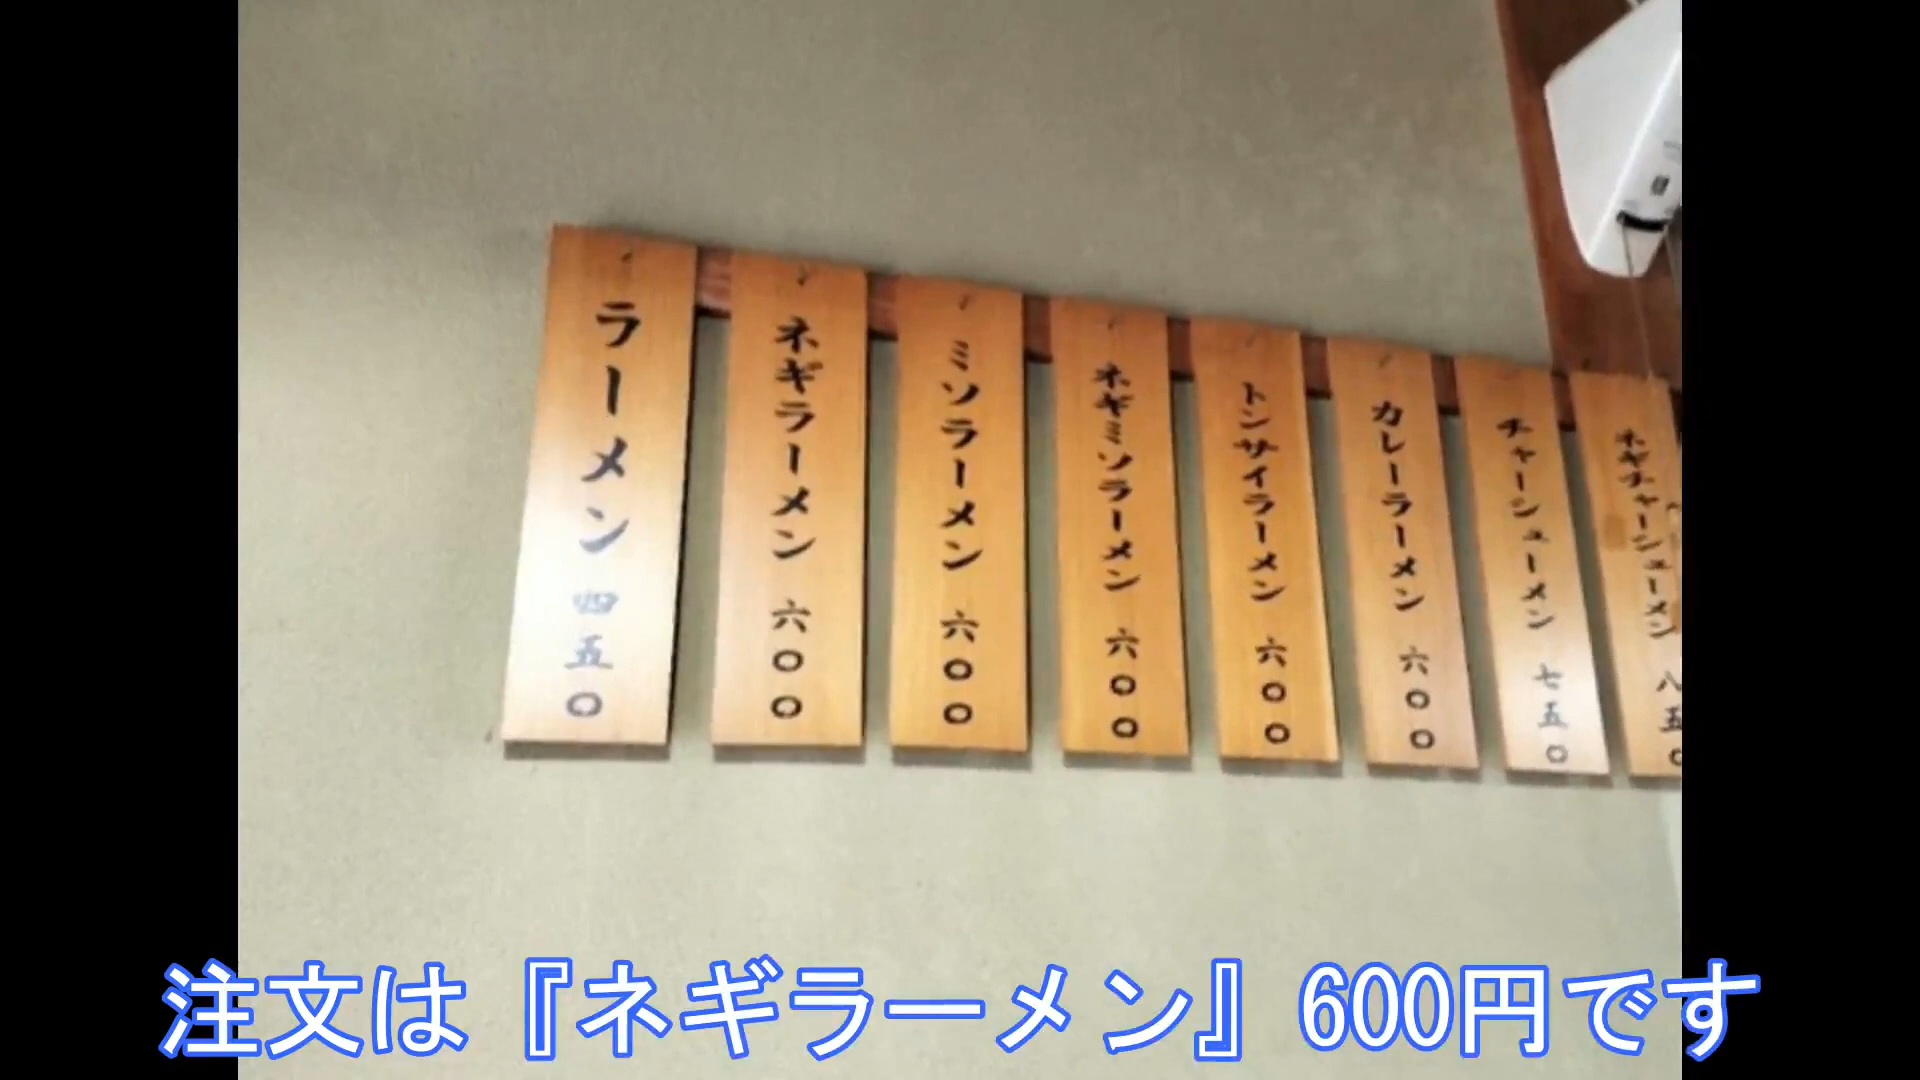 ラーメン 四五〇
ネギラーメン 六〇〇
ミソラーメン 六〇〇
ネギミソラーメン 六〇〇
トンサイラーメン 六〇〇
カレーラーメン 六〇〇
チャーシューメン 七五〇
ネギチャーシューメン 八五〇
注文は『ネギラーメン』600円です